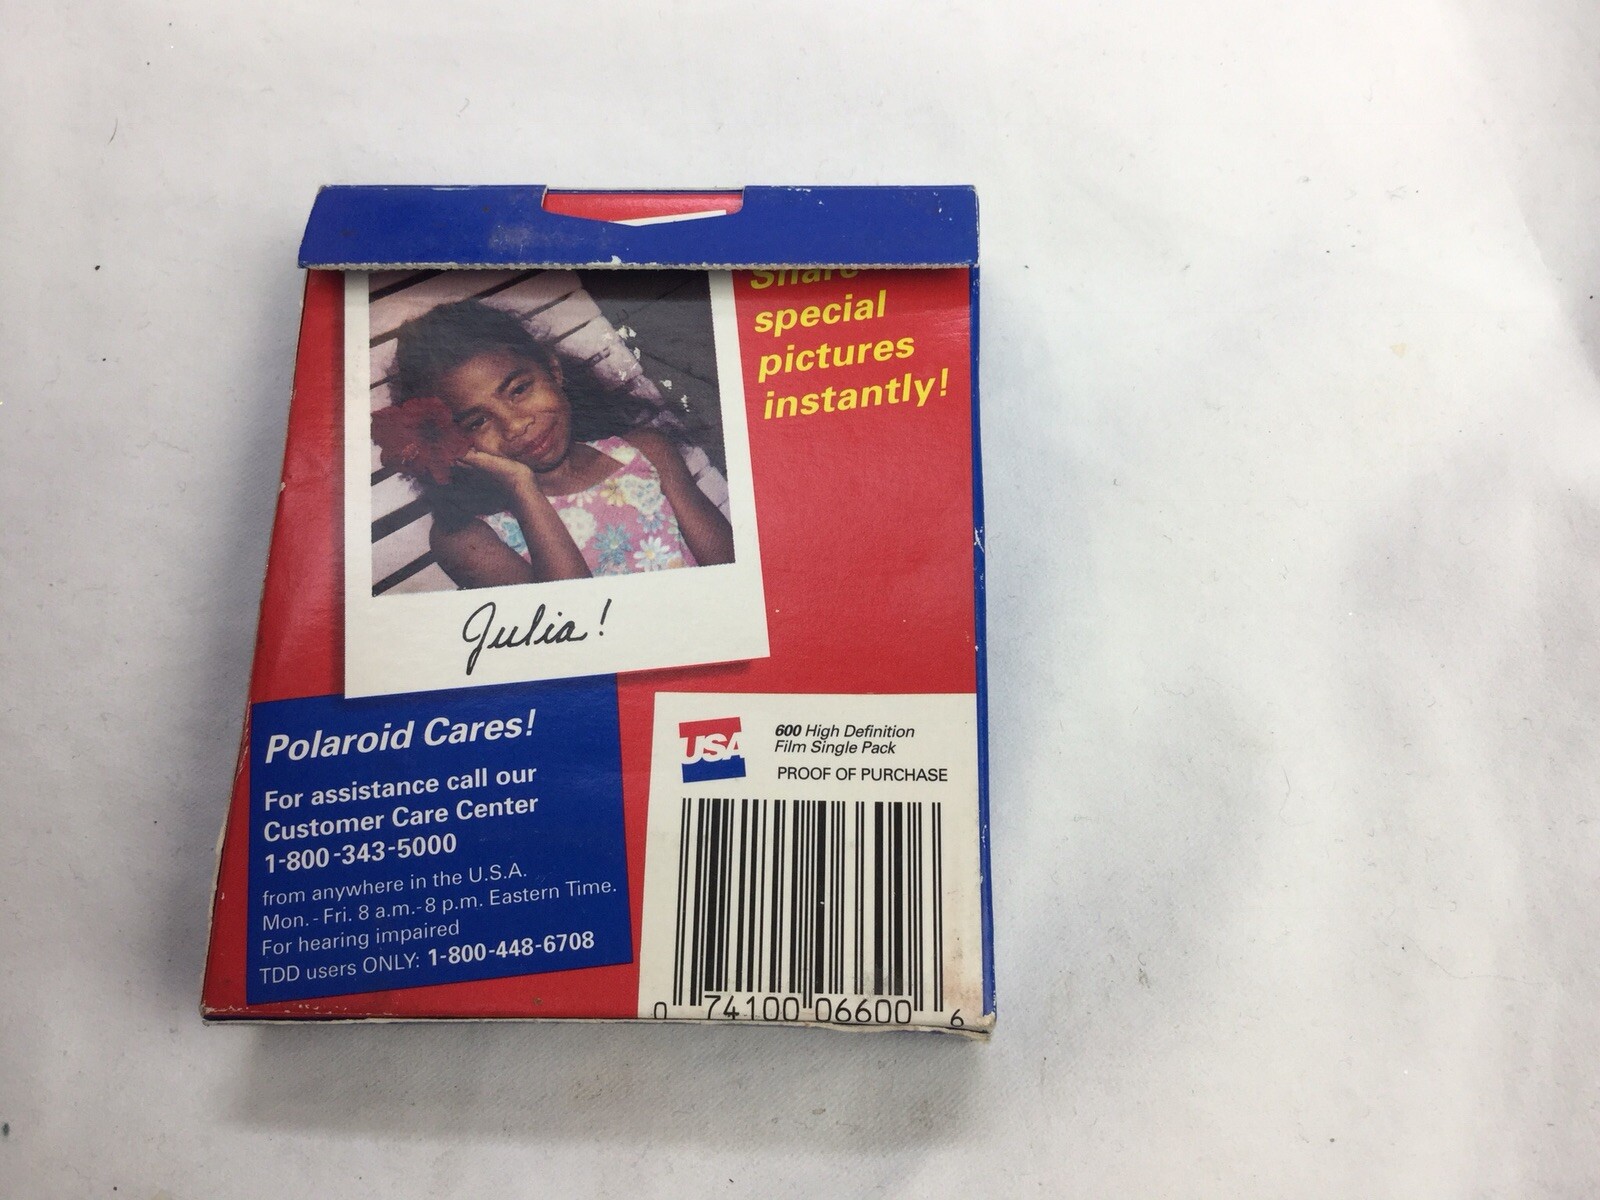 Share
special
pictures
instantly!
Julia!
Polaroid Cares!
For assistance call our
Customer Care Center
1-800-343-5000
from anywhere in the U.S.A.
Mon.-Fri. 8 a.m.-8 p.m. Eastern Time.
For hearing impaired
TDD users ONLY: 1-800-448-6708
USA
600 High Definition
Film Single Pack
PROOF OF PURCHASE
0 74100 06600 6